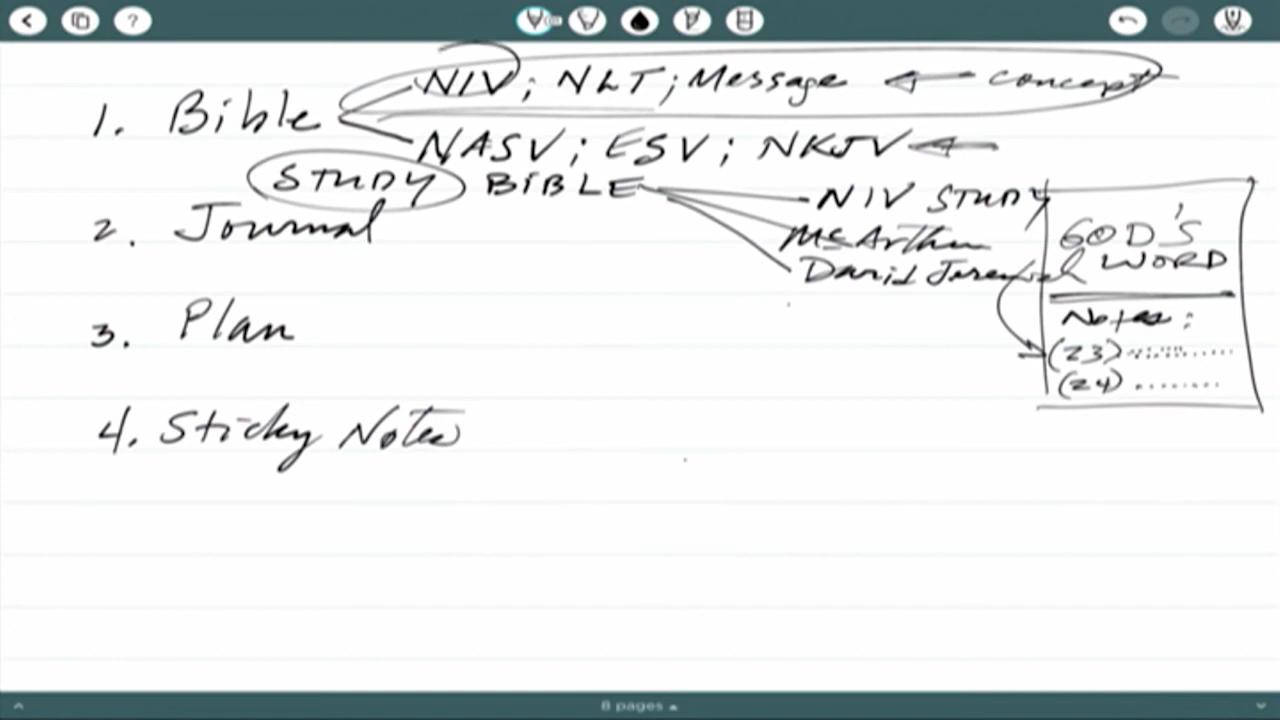 ?
1. Bible NIV; NLT; Message ← concept
NASV; ESV; NKJV ←
STUDY BIBLE NIV STUDY
McArthur
David Jeremiah
2. Journal
3. Plan
4. Sticky Notes
GOD'S
WORD
Notes:
(23)
(24)
8 pages